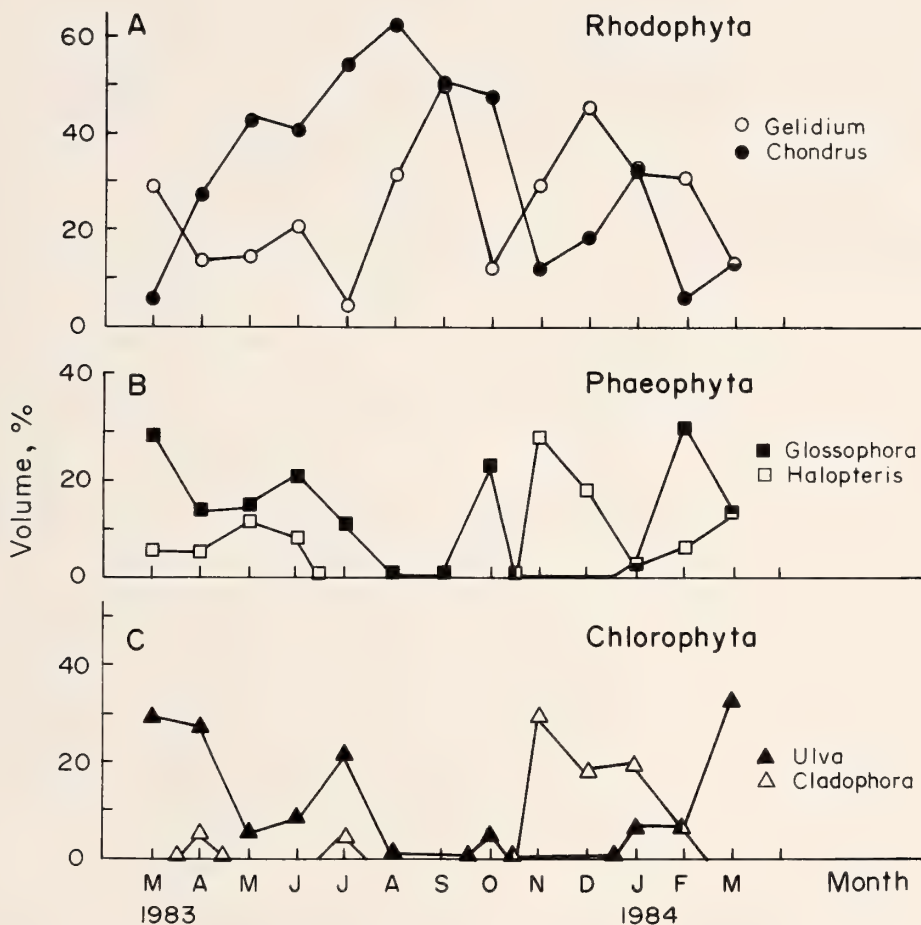 A
Rhodophyta
60
40
20
0
Gelidium
Chondrus
B
Phaeophyta
40
20
0
Glossophora
Halopteris
Volume, %
C
Chlorophyta
40
20
0
Ulva
Cladophora
M A M J J A S O N D J F M Month
1983 1984